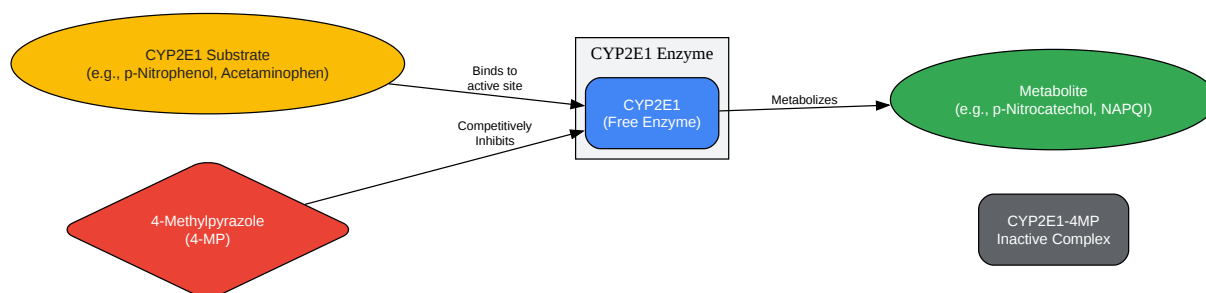 CYP2E1 Substrate
(e.g., p-Nitrophenol, Acetaminophen)
Binds to
active site
CYP2E1 Enzyme
CYP2E1
(Free Enzyme)
Metabolizes
Metabolite
(e.g., p-Nitrocatechol, NAPQI)
Competitively
Inhibits
4-Methylpyrazole
(4-MP)
CYP2E1-4MP
Inactive Complex